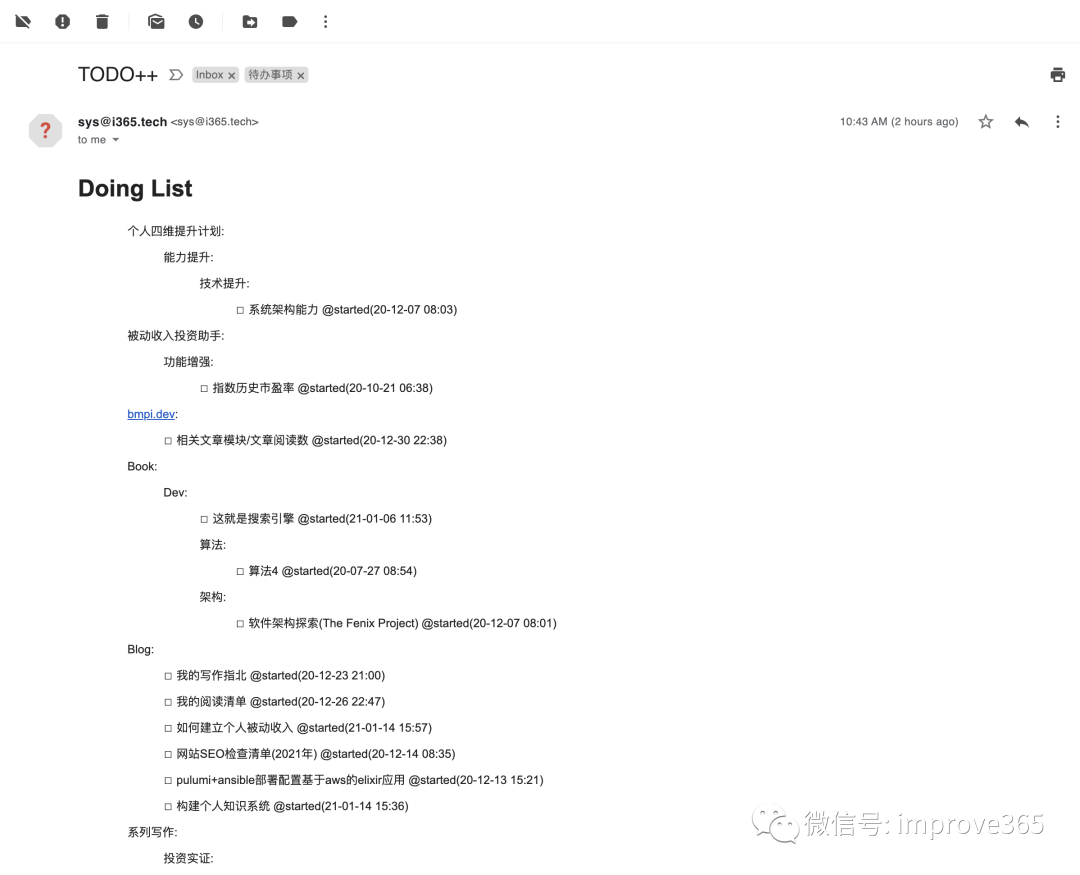 TODO++ Inbox x 待办事项 x
sys@i365.tech <sys@i365.tech> 10:43 AM (2 hours ago)
to me
Doing List
个人四维提升计划:
能力提升:
技术提升:
系统架构能力 @started(20-12-07 08:03)
被动收入投资助手:
功能增强:
指数历史市盈率 @started(20-10-21 06:38)
bmpi.dev:
相关文章模块/文章阅读数 @started(20-12-30 22:38)
Book:
Dev:
这就是搜索引擎 @started(21-01-06 11:53)
算法:
算法4 @started(20-07-27 08:54)
架构:
软件架构探索(The Fenix Project) @started(20-12-07 08:01)
Blog:
我的写作指北 @started(20-12-23 21:00)
我的阅读清单 @started(20-12-26 22:47)
如何建立个人被动收入 @started(21-01-14 15:57)
网站SEO检查清单(2021年) @started(20-12-14 08:35)
pulumi+ansible部署配置基于aws的elixir应用 @started(20-12-13 15:21)
构建个人知识系统 @started(21-01-14 15:36)
系列写作:
投资实证:
微信号: improve365